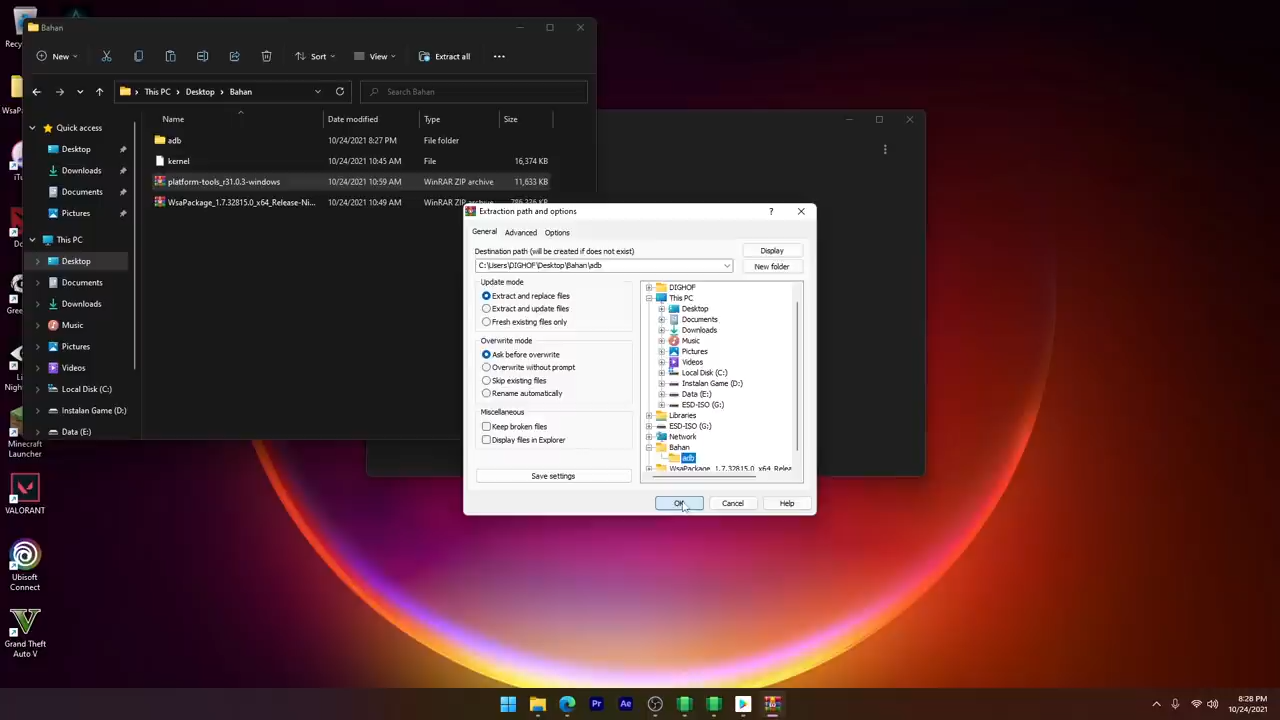 Bahan
New
Sort
View
Extract all
This PC
Desktop
Bahan
Search Bahan
Name
Date modified
Type
Size
Quick access
Desktop
Downloads
Documents
Pictures
This PC
Desktop
Documents
Downloads
Music
Pictures
Videos
Local Disk (C:)
Instalan Game (D:)
Data (E:)
adb 10/24/2021 8:27 PM File folder
kernel 10/24/2021 10:45 AM File 16,374 KB
platform-tools_r31.0.3-windows 10/24/2021 10:59 AM WinRAR ZIP archive 11,633 KB
WsaPackage_1.7.32815.0_x64_Release-Ni... 10/24/2021 10:49 AM WinRAR ZIP archive
Extraction path and options
General Advanced Options
Destination path (will be created if does not exist)
C:\Users\DIGHOF\Desktop\Bahan\adb
Display
New folder
Update mode
Extract and replace files
Extract and update files
Fresh existing files only
Overwrite mode
Ask before overwrite
Overwrite without prompt
Skip existing files
Rename automatically
Miscellaneous
Keep broken files
Display files in Explorer
Save settings
DIGHOF
This PC
Desktop
Documents
Downloads
Music
Pictures
Videos
Local Disk (C:)
Instalan Game (D:)
Data (E:)
ESD-ISO (G:)
Libraries
ESD-ISO (G:)
Network
Bahan
adb
WsaPackage_1.7.32815.0_x64_Relea
OK
Cancel
Help
Minecraft
Launcher
VALORANT
Ubisoft
Connect
Grand Theft
Auto V
Pr
Ae
8:28 PM
10/24/2021